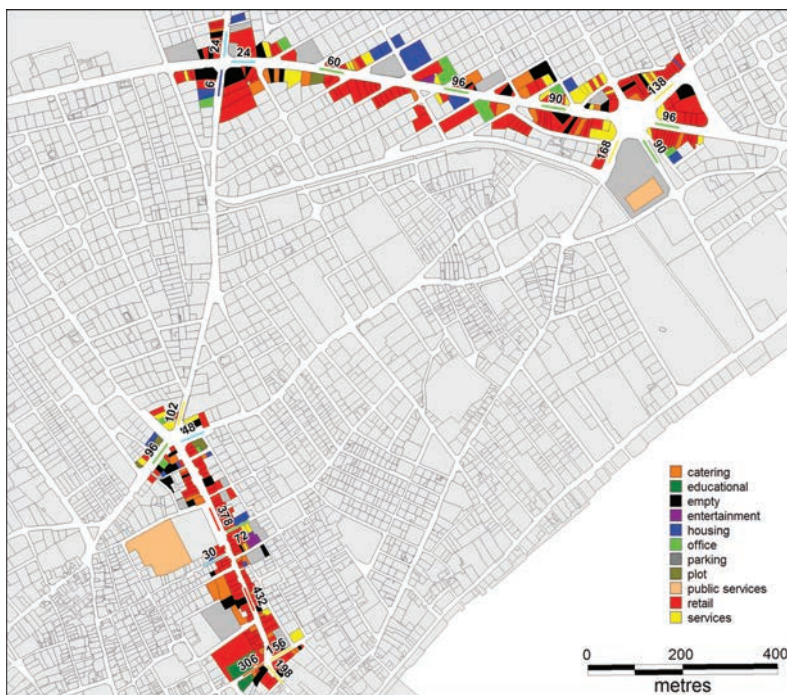 24
24
6
60
96
90
138
96
168
90
102
48
96
378
72
30
432
156
306
198
catering
educational
empty
entertainment
housing
office
parking
plot
public services
retail
services
0 200 400
metres